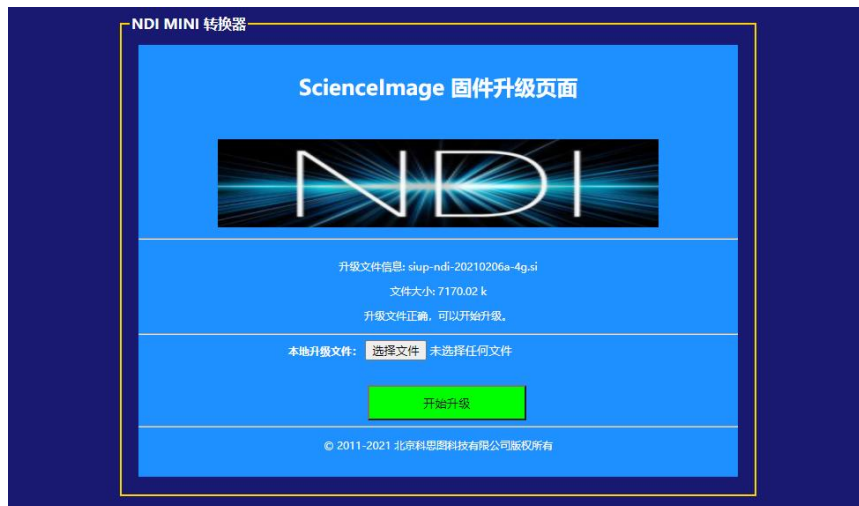 NDI MINI 转换器
ScienceImage 固件升级页面
NDI
升级文件信息: siup-ndi-20210206a-4g.si
文件大小: 7170.02 k
升级文件正确，可以开始升级。
本地升级文件： 选择文件 未选择任何文件
开始升级
© 2011-2021 北京科思图科技有限公司版权所有